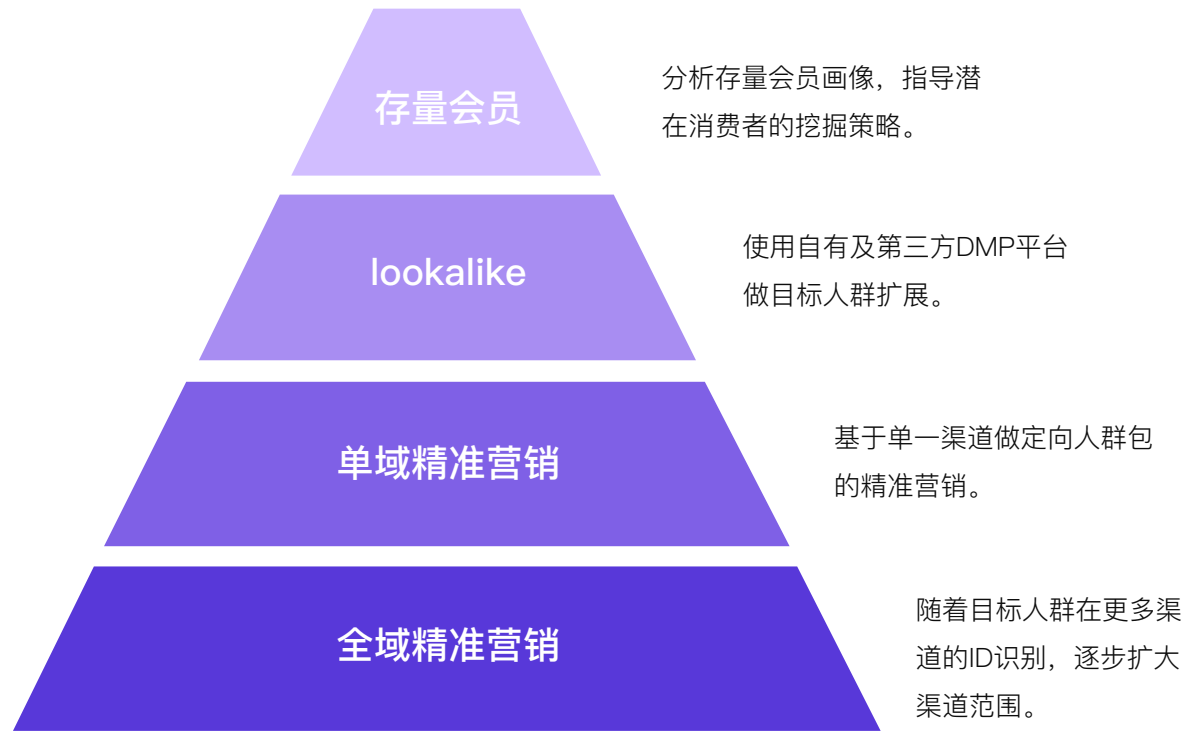 存量会员
分析存量会员画像，指导潜
在消费者的挖掘策略。
lookalike
使用自有及第三方DMP平台
做目标人群扩展。
单域精准营销
基于单一渠道做定向人群包
的精准营销。
全域精准营销
随着目标人群在更多渠
道的ID识别，逐步扩大
渠道范围。